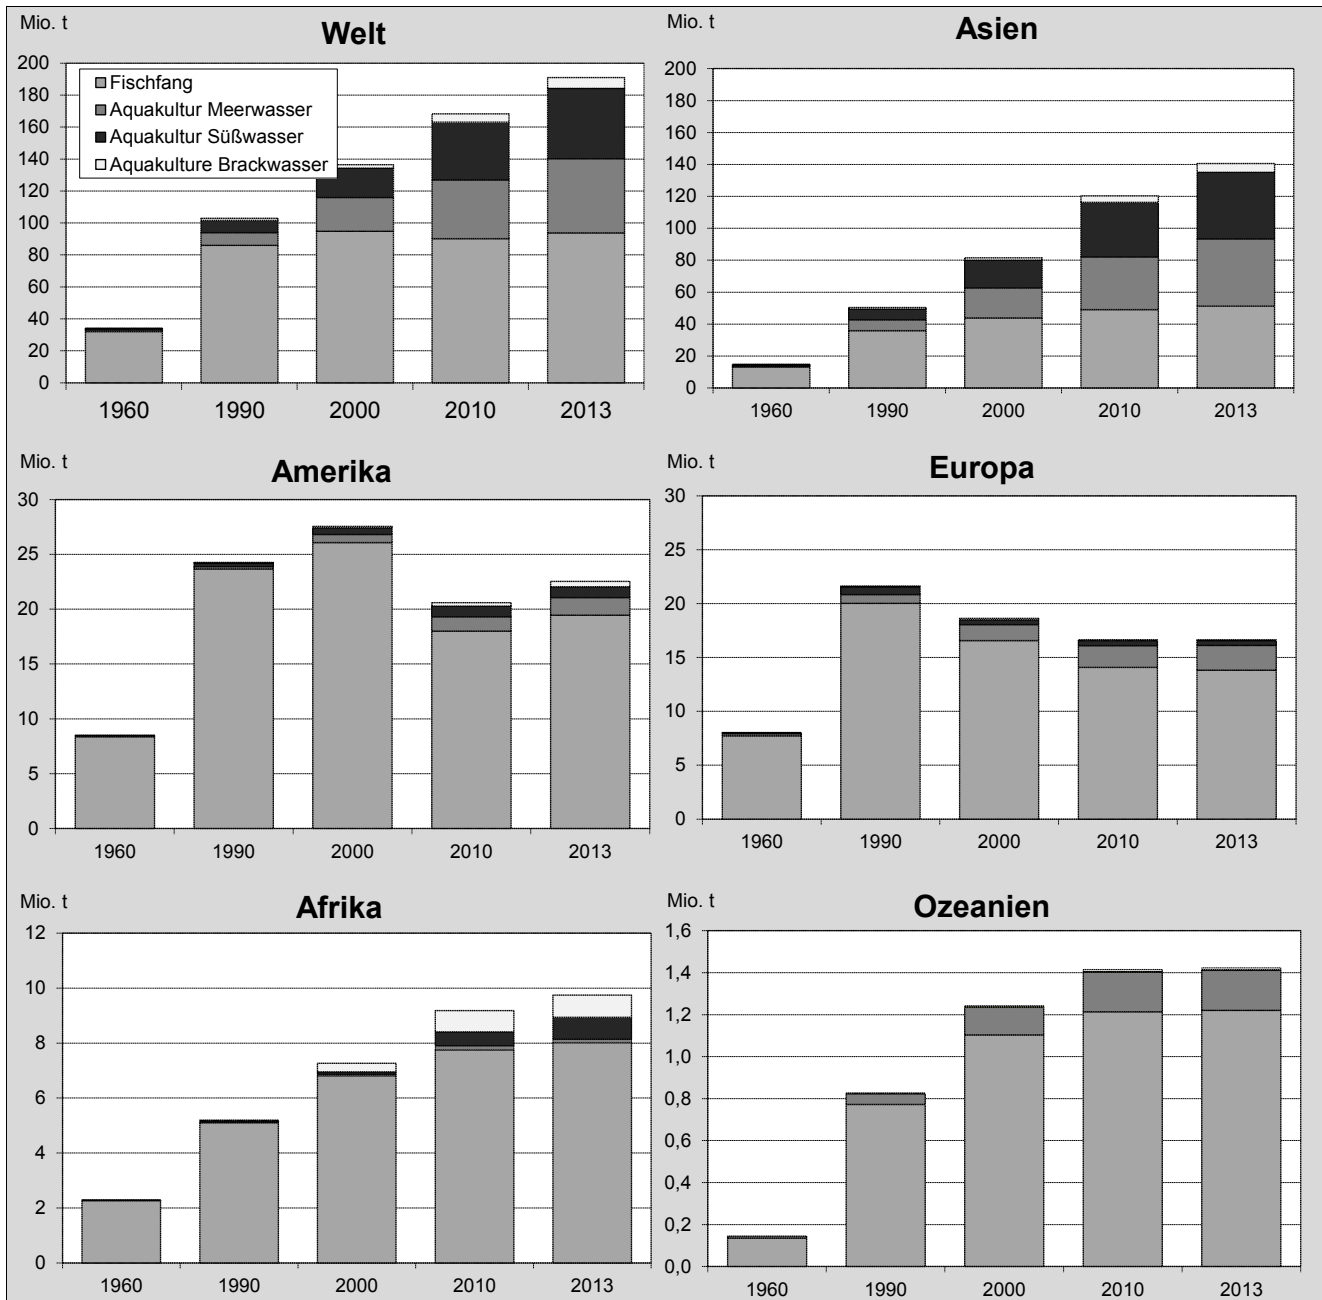 Mio. t
Welt
200
180
160
140
120
100
80
60
40
20
0
Fischfang
Aquakultur Meerwasser
Aquakultur Süßwasser
Aquakulture Brackwasser
1960 1990 2000 2010 2013
Mio. t
Asien
200
180
160
140
120
100
80
60
40
20
0
1960 1990 2000 2010 2013
Mio. t
Amerika
30
25
20
15
10
5
0
1960 1990 2000 2010 2013
Mio. t
Europa
30
25
20
15
10
5
0
1960 1990 2000 2010 2013
Mio. t
Afrika
12
10
8
6
4
2
0
1960 1990 2000 2010 2013
Mio. t
Ozeanien
1,6
1,4
1,2
1,0
0,8
0,6
0,4
0,2
0,0
1960 1990 2000 2010 2013